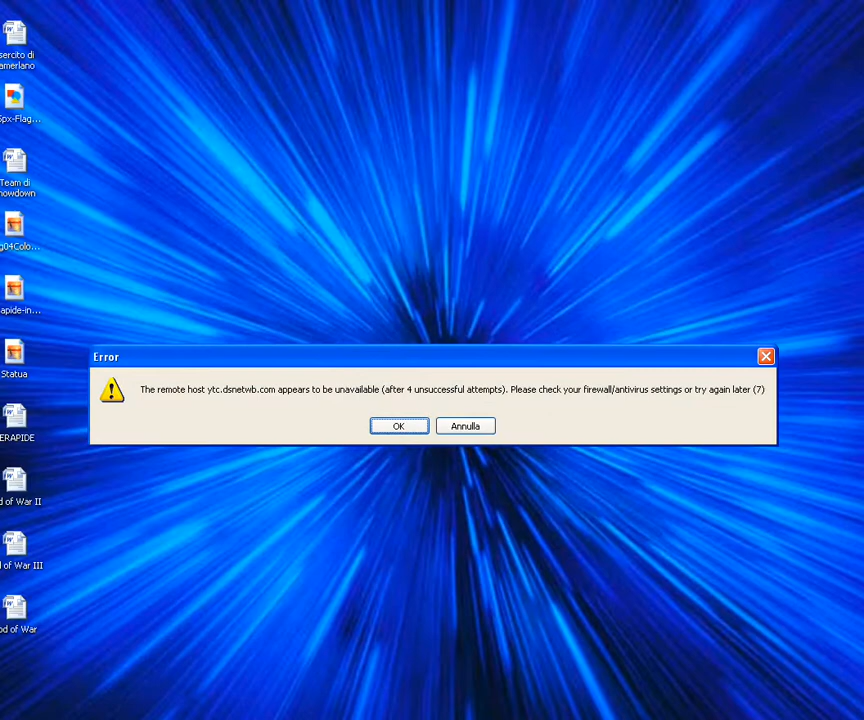 sercito di
amerlano
5px-Flag...
Team di
howdown
g04Colo...
apide-in...
Statua
ERAPIDE
d of War II
d of War III
od of War
Error
The remote host ytc.dsnetwb.com appears to be unavailable (after 4 unsuccessful attempts). Please check your firewall/antivirus settings or try again later (7)
OK
Annulla